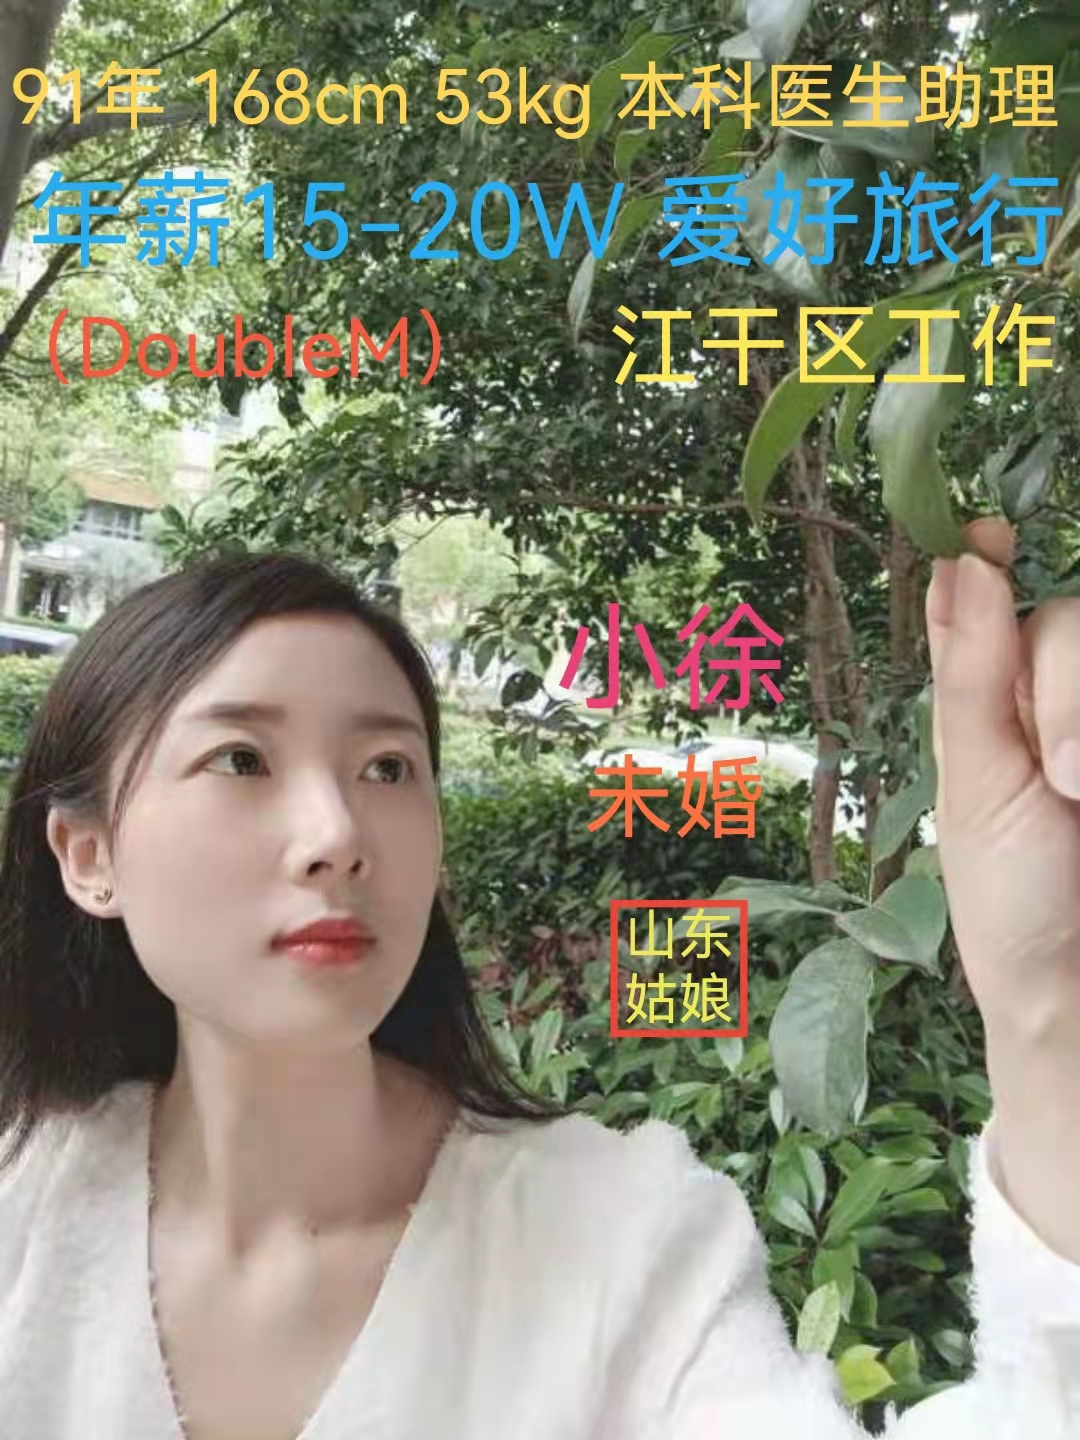 91年 168cm 53kg 本科医生助理
年薪15-20W 爱好旅行
(DoubleM) 江干区工作
小徐
未婚
山东
姑娘